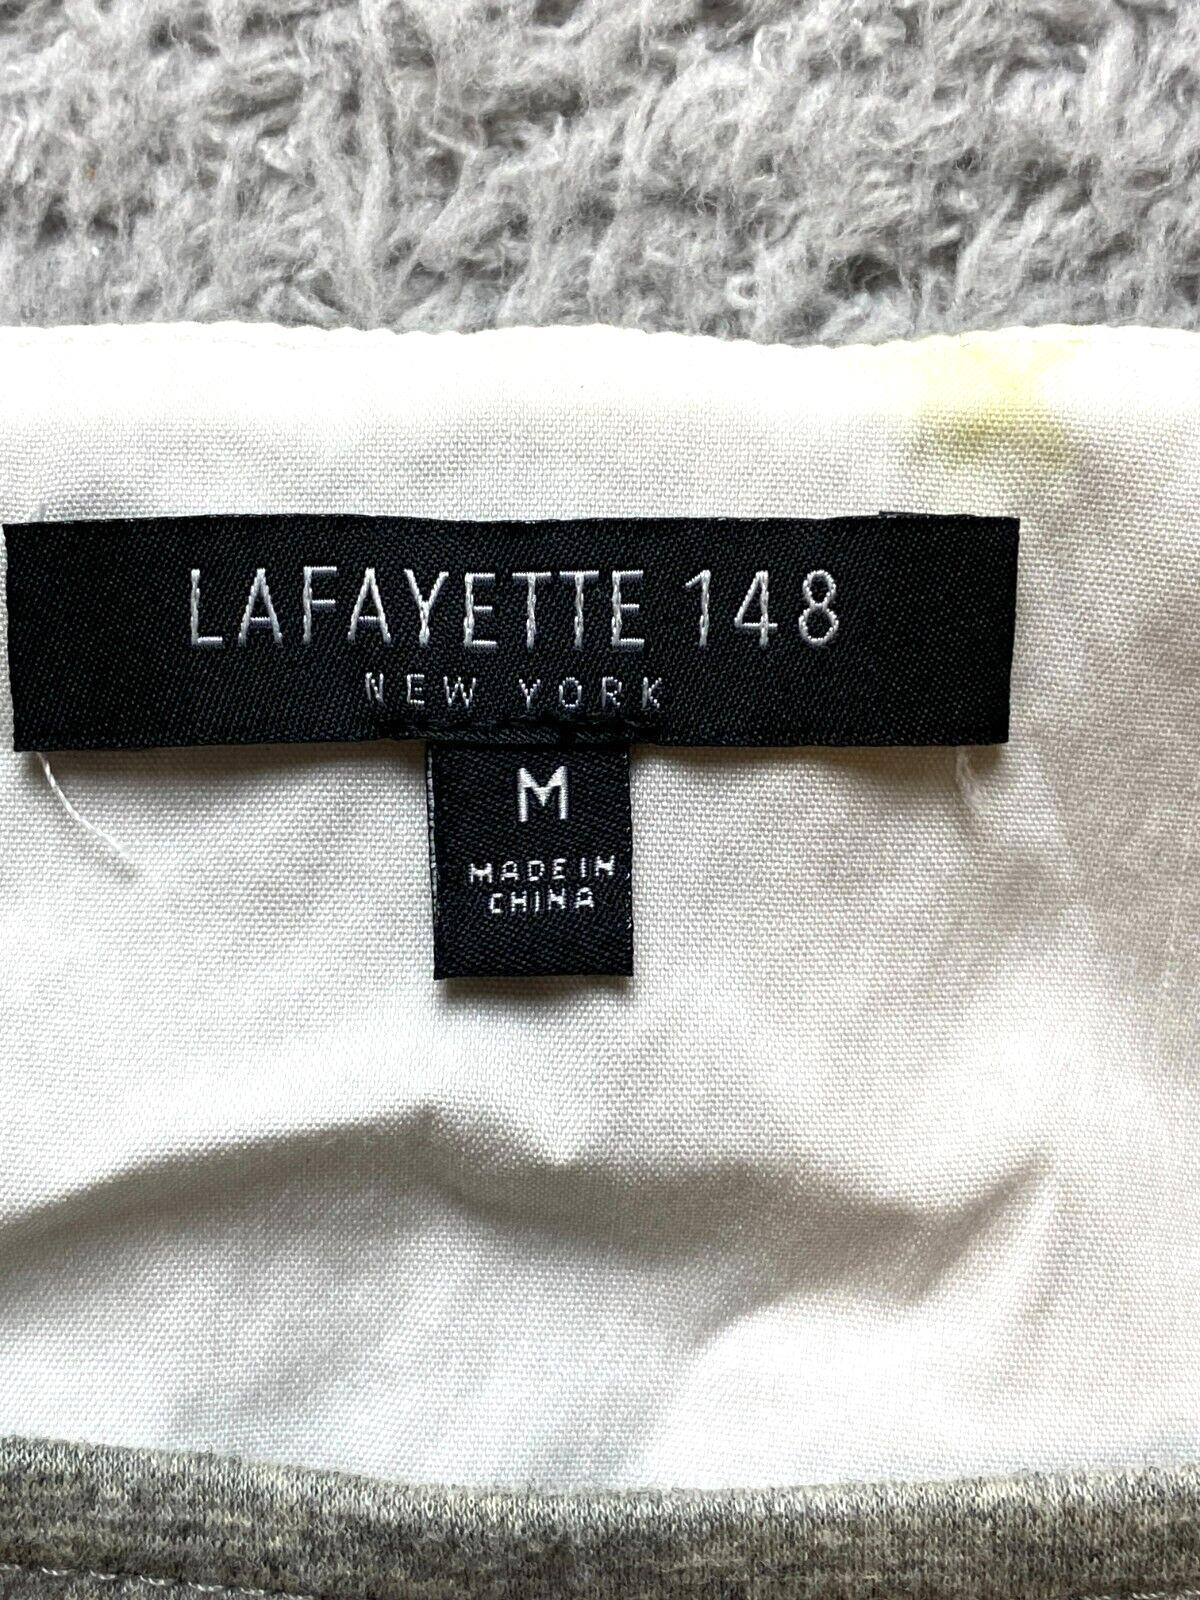 LAFAYETTE 148
NEW YORK
M
MADE IN
CHINA